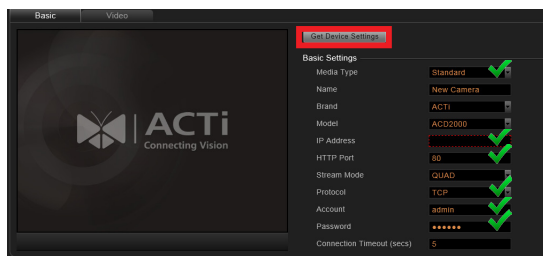 Basic Video
Get Device Settings
Basic Settings
Media Type Standard
Name New Camera
Brand ACTi
Model ACD2000
IP Address
HTTP Port 80
Stream Mode QUAD
Protocol TCP
Account admin
Password ●●●●●●
Connection Timeout (secs) 5
ACTi
Connecting Vision